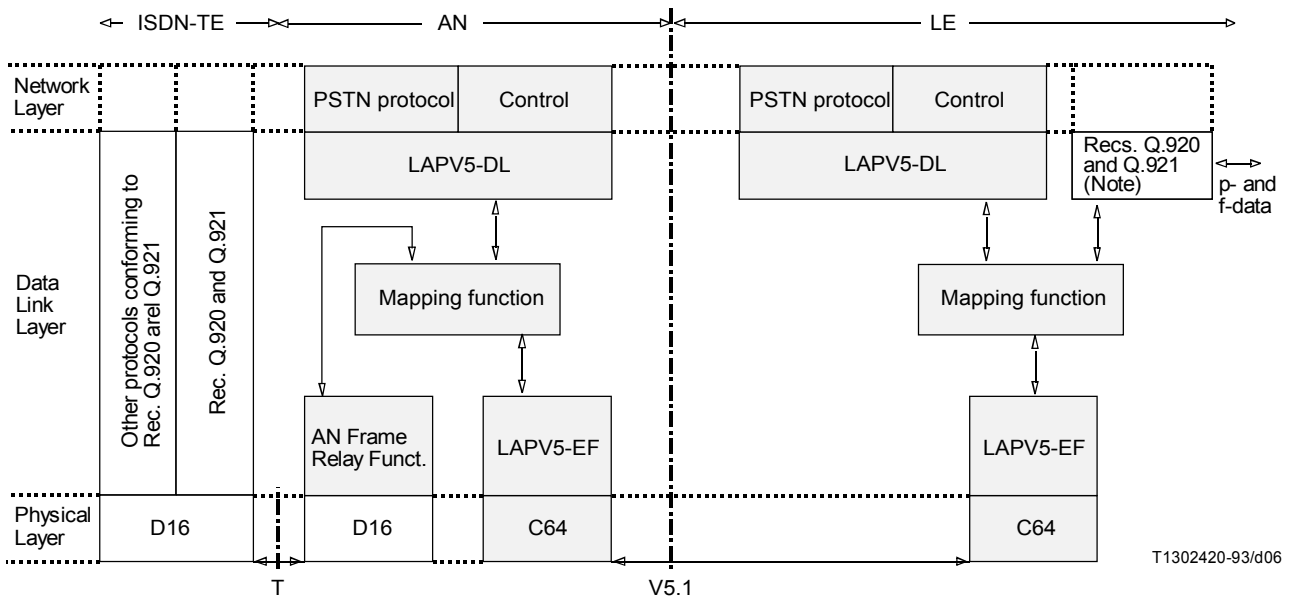 ISDN-TE
AN
LE
Network
Layer
PSTN protocol
Control
PSTN protocol
Control
LAPV5-DL
LAPV5-DL
Recs. Q.920
and Q.921
(Note)
p- and
f-data
Data
Link
Layer
Other protocols conforming to
Rec. Q.920 arel Q.921
Rec. Q.920 and Q.921
Mapping function
Mapping function
AN Frame
Relay Funct.
LAPV5-EF
LAPV5-EF
Physical
Layer
D16
D16
C64
C64
T
V5.1
T1302420-93/d06